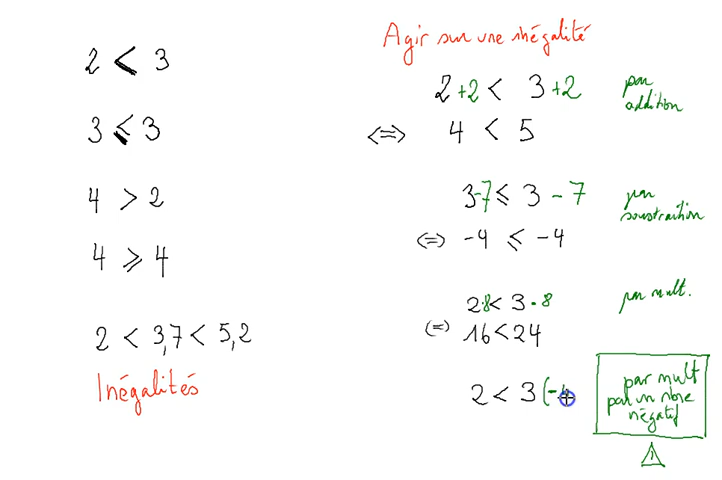 2 < 3
3 ⩽ 3
4 > 2
4 ⩾ 4
2 < 3,7 < 5,2
Inégalités
Agir sur une inégalité
2 +2 < 3 +2
par
addition
<=> 4 < 5
3-7 ⩽ 3 - 7
par
soustraction
<=> -4 ⩽ -4
2·8 < 3·8
par mult.
<=> 16 < 24
2 < 3 (-4
par mult
par un nbre
négatif
!